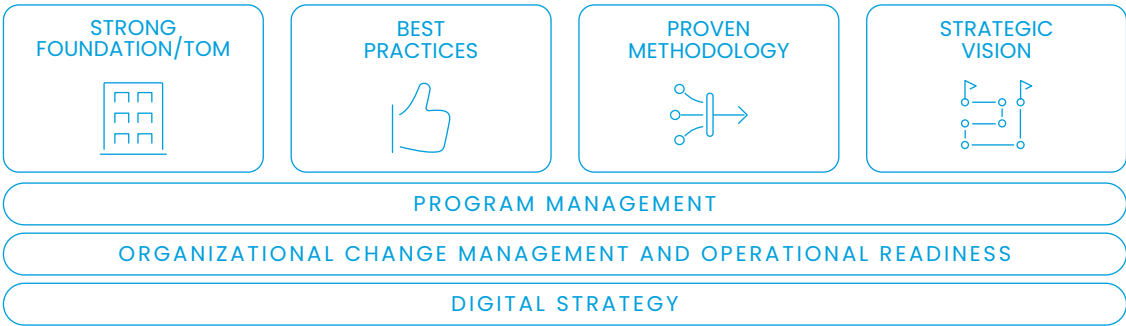 STRONG
FOUNDATION/TOM
BEST
PRACTICES
PROVEN
METHODOLOGY
STRATEGIC
VISION
PROGRAM MANAGEMENT
ORGANIZATIONAL CHANGE MANAGEMENT AND OPERATIONAL READINESS
DIGITAL STRATEGY